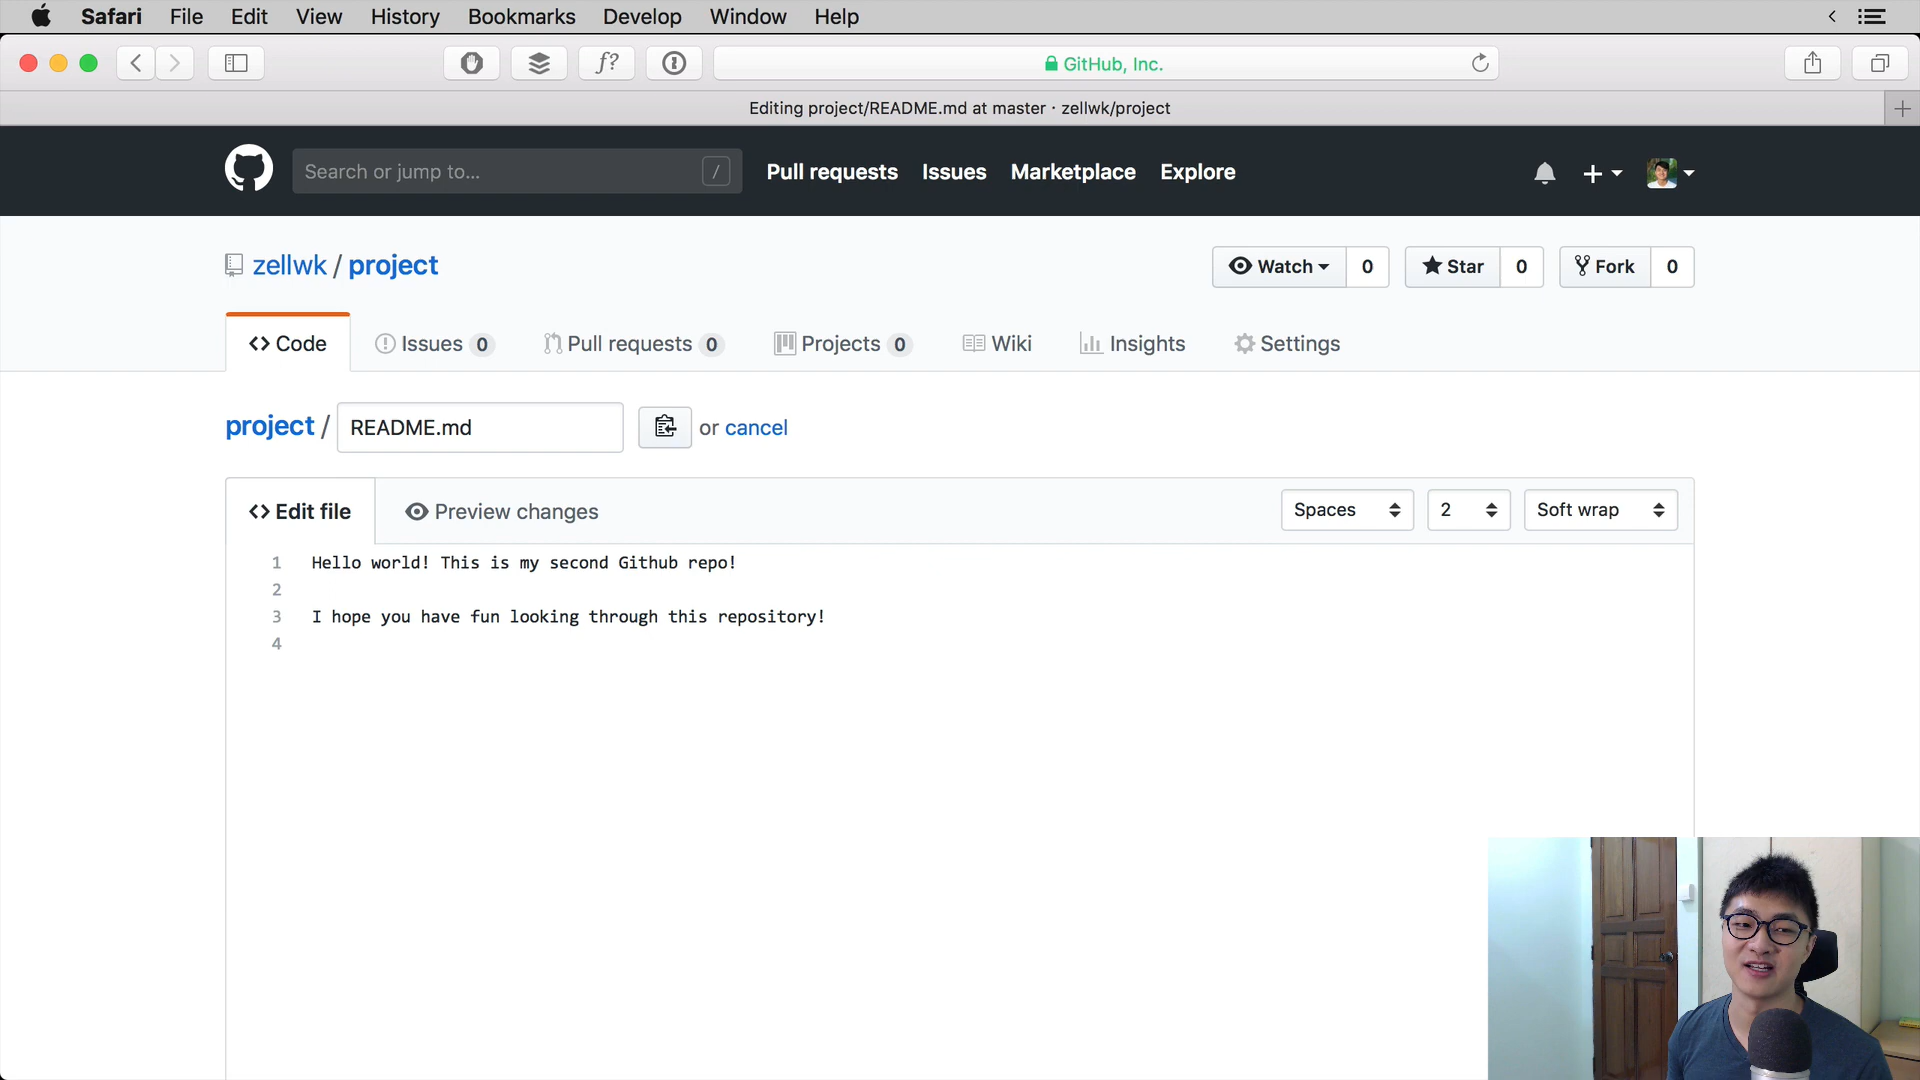 Safari File Edit View History Bookmarks Develop Window Help
f? GitHub, Inc.
Editing project/README.md at master · zellwk/project
Search or jump to... / Pull requests Issues Marketplace Explore
zellwk / project Watch 0 Star 0 Fork 0
Code Issues 0 Pull requests 0 Projects 0 Wiki Insights Settings
project / README.md or cancel
<> Edit file Preview changes Spaces 2 Soft wrap
1 Hello world! This is my second Github repo!
2
3 I hope you have fun looking through this repository!
4